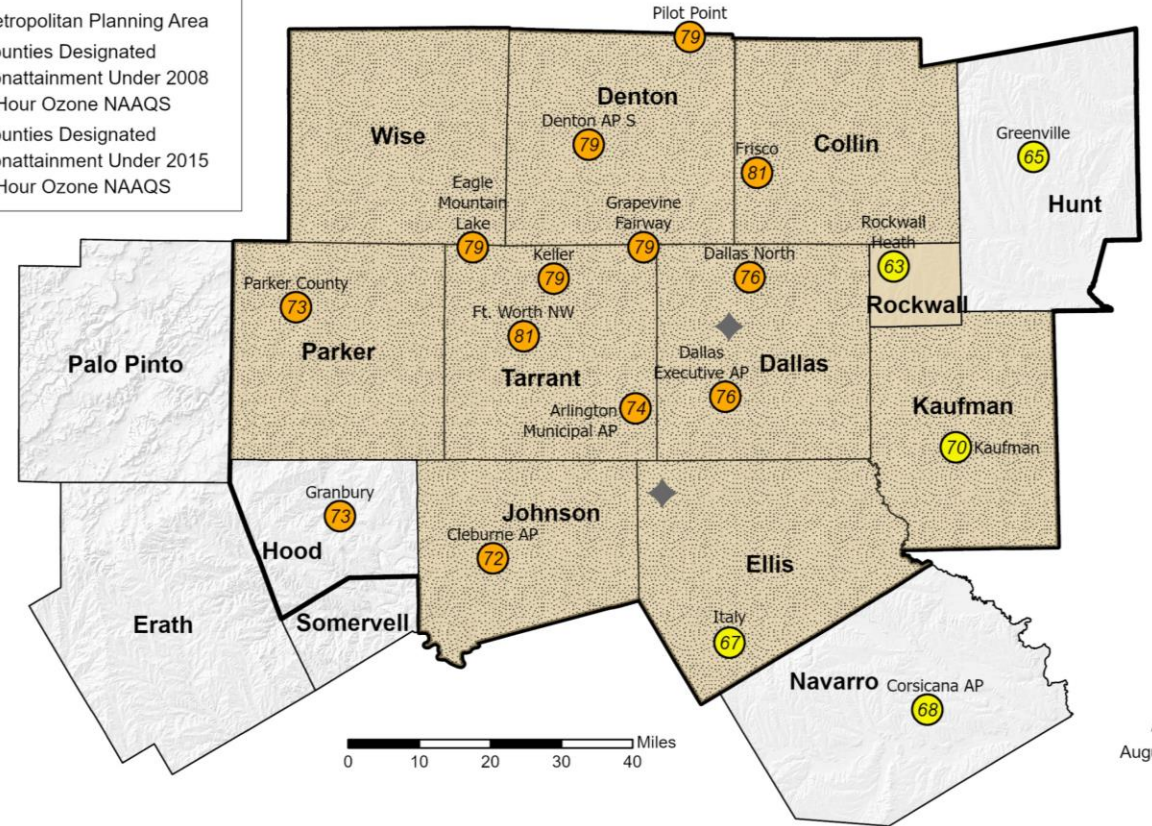 etropolitan Planning Area
ounties Designated
onattainment Under 2008
Hour Ozone NAAQS
ounties Designated
onattainment Under 2015
Hour Ozone NAAQS
Pilot Point
79
Denton
Denton AP S
79
Wise
Frisco
81
Collin
Greenville
65
Hunt
Eagle
Mountain
Lake
79
Grapevine
Fairway
79
Rockwall
Heath
63
Rockwall
Keller
79
Dallas North
76
Parker County
73
Parker
Ft. Worth NW
81
Tarrant
Palo Pinto
Dallas
Executive AP
76
Dallas
Arlington
Municipal AP
74
Kaufman
70 Kaufman
Granbury
73
Hood
Johnson
Cleburne AP
72
Ellis
Erath
Somervell
Italy
67
Navarro
Corsicana AP
68
Miles
0 10 20 30 40